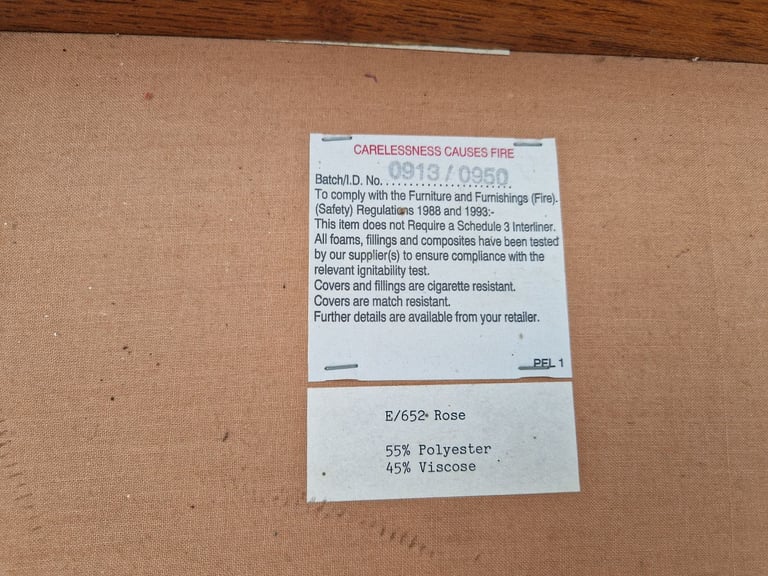 CARELESSNESS CAUSES FIRE
Batch/I.D. No. 0913 / 0950
To comply with the Furniture and Furnishings (Fire).
(Safety) Regulations 1988 and 1993:-
This item does not Require a Schedule 3 Interliner.
All foams, fillings and composites have been tested
by our supplier(s) to ensure compliance with the
relevant ignitability test.
Covers and fillings are cigarette resistant.
Covers are match resistant.
Further details are available from your retailer.
PFL 1
E/652 Rose
55% Polyester
45% Viscose